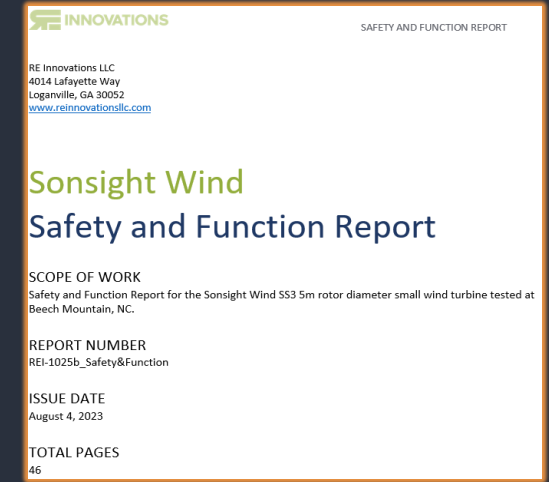 RE INNOVATIONS
SAFETY AND FUNCTION REPORT
RE Innovations LLC
4014 Lafayette Way
Loganville, GA 30052
www.reinnovationsllc.com
Sonsight Wind
Safety and Function Report
SCOPE OF WORK
Safety and Function Report for the Sonsight Wind SS3 5m rotor diameter small wind turbine tested at
Beech Mountain, NC.
REPORT NUMBER
REI-1025b_Safety&Function
ISSUE DATE
August 4, 2023
TOTAL PAGES
46